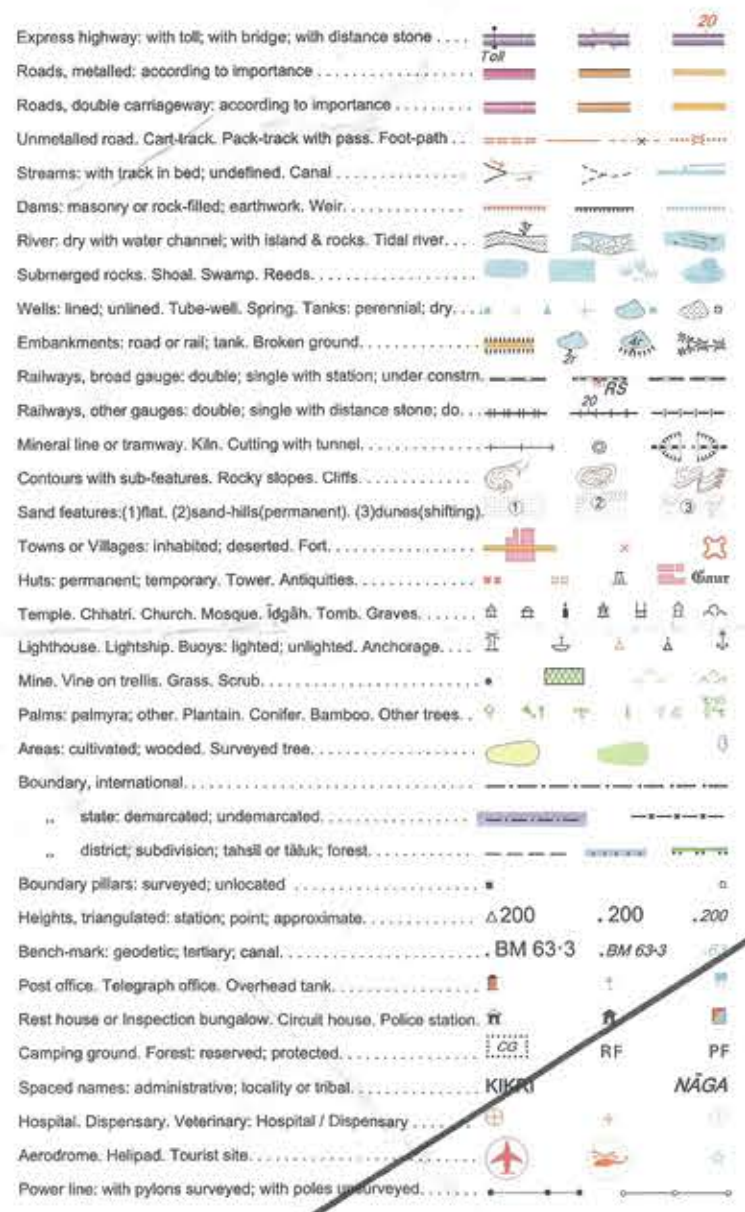 20
Express highway: with toll; with bridge; with distance stone ....
Toll
Roads, metalled: according to importance
Roads, double carriageway: according to importance
Unmetalled road. Cart-track. Pack-track with pass. Foot-path
Streams: with track in bed; undefined. Canal
Dams: masonry or rock-filled; earthwork. Weir.
River: dry with water channel; with island & rocks. Tidal river. 3r
Submerged rocks. Shoal. Swamp. Reeds.
Wells: lined; unlined. Tube-well. Spring. Tanks: perennial; dry.
Embankments: road or rail; tank. Broken ground. 2r 4r
Railways, broad gauge: double; single with station; under constrn. RS
Railways, other gauges: double; single with distance stone; do. 20
Mineral line or tramway. Kiln. Cutting with tunnel.
Contours with sub-features. Rocky slopes. Cliffs.
Sand features:(1)flat. (2)sand-hills(permanent). (3)dunes(shifting). 1 2 3
Towns or Villages: inhabited; deserted. Fort.
Huts: permanent; temporary. Tower. Antiquities. Gaur
Temple. Chhatri. Church. Mosque. Īdgāh. Tomb. Graves.
Lighthouse. Lightship. Buoys: lighted; unlighted. Anchorage.
Mine. Vine on trellis. Grass. Scrub.
Palms: palmyra; other. Plantain. Conifer. Bamboo. Other trees.
Areas: cultivated; wooded. Surveyed tree.
Boundary, international.
,, state: demarcated; undemarcated.
,, district; subdivision; tahsil or tāluk; forest.
Boundary pillars: surveyed; unlocated
Heights, triangulated: station; point; approximate. △200 .200 .200
Bench-mark: geodetic; tertiary; canal. .BM 63·3 .BM 63·3 .63
Post office. Telegraph office. Overhead tank.
Rest house or Inspection bungalow. Circuit house. Police station.
Camping ground. Forest: reserved; protected. CG RF PF
Spaced names: administrative; locality or tribal. KIKRI NĀGA
Hospital. Dispensary. Veterinary: Hospital / Dispensary
Aerodrome. Helipad. Tourist site.
Power line: with pylons surveyed; with poles unsurveyed.